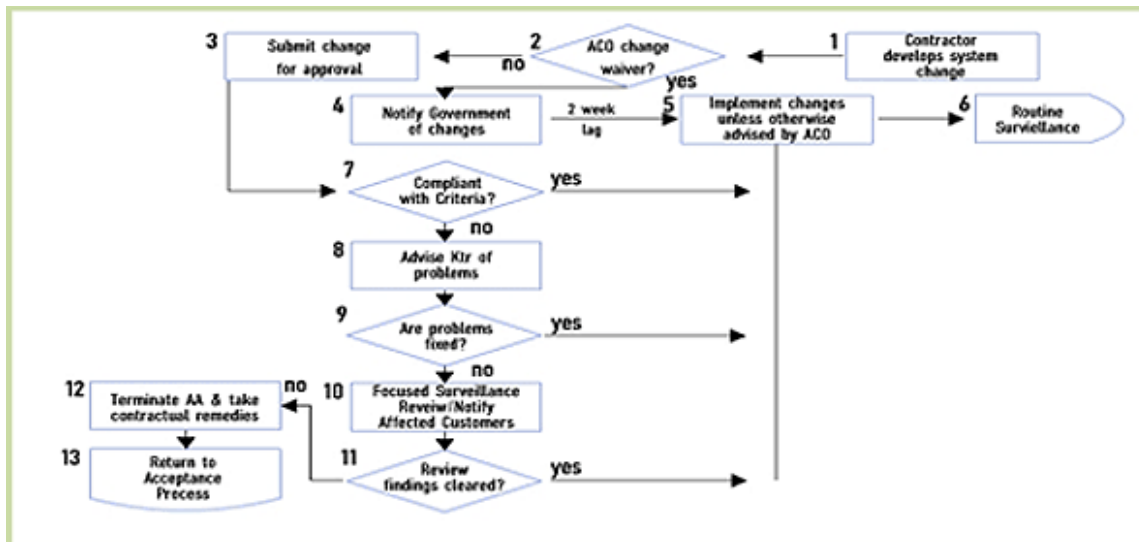 3
Submit change
for approval
no
2
ACO change
waiver?
yes
1
Contractor
develops system
change
4
Notify Government
of changes
2 week
lag
5
Implement changes
unless otherwise
advised by ACO
6
Routine
Surviellance
7
Compliant
with Criteria?
yes
no
8
Advise Ktr of
problems
9
Are problems
fixed?
yes
no
10
Focused Surveillance
Reveiw/Notify
Affected Customers
12
Terminate AA & take
contractual remedies
no
13
Return to
Acceptance
Process
11
Review
findings cleared?
yes